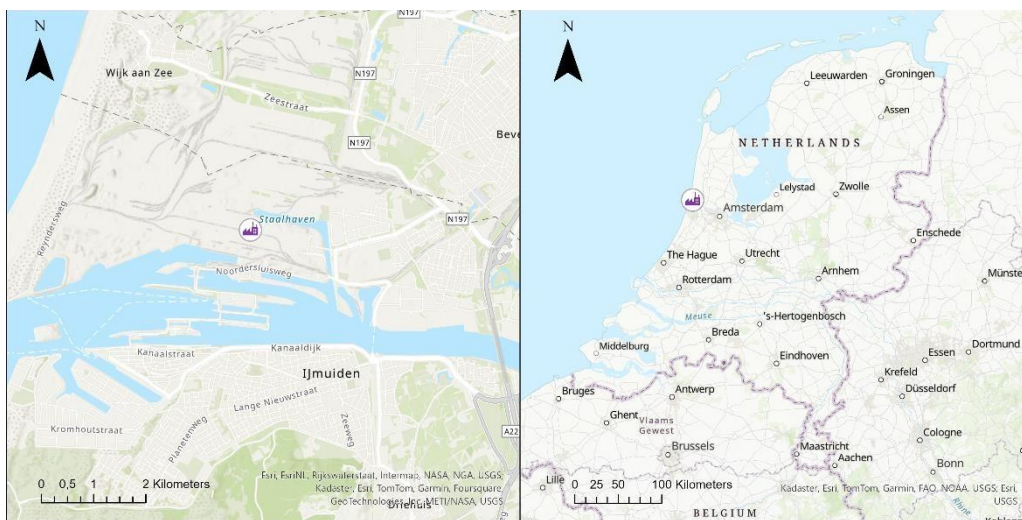 N
N197
Wijk aan Zee
Zeestraat
N197
Beve
Reyndersweg
Staalhaven
N197
Noordersluisweg
Kanaalstraat
Kanaaldijk
IJmuiden
Lange Nieuwstraat
Kromhoutstraat
Planetenweg
Zeeweg
A22
Esri, EsriNL, Rijkswaterstaat, Intermap, NASA, NGA, USGS;
Kadaster, Esri, TomTom, Garmin, Foursquare,
GeoTechnologies, Inc, METI/NASA, USGS
Driehuis
0 0,5 1 2 Kilometers
N
Leeuwarden
Groningen
Assen
NETHERLANDS
Lelystad
Zwolle
Amsterdam
Enschede
The Hague
Utrecht
Münste
Rotterdam
Arnhem
Meuse
's-Hertogenbosch
Breda
Middelburg
Eindhoven
Essen
Dortmund
Krefeld
Düsseldorf
Bruges
Antwerp
Ghent
Vlaams
Gewest
Cologne
Brussels
Maastricht
Aachen
Bonn
Lille
Kadaster, Esri, TomTom, Garmin, FAO, NOAA, USGS; Esri,
USGS
Rhine
0 25 50 100 Kilometers
BELGIUM